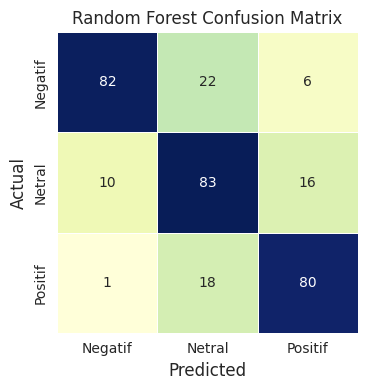 Random Forest Confusion Matrix
Actual
Negatif 82 22 6
Netral 10 83 16
Positif 1 18 80
Negatif Netral Positif
Predicted